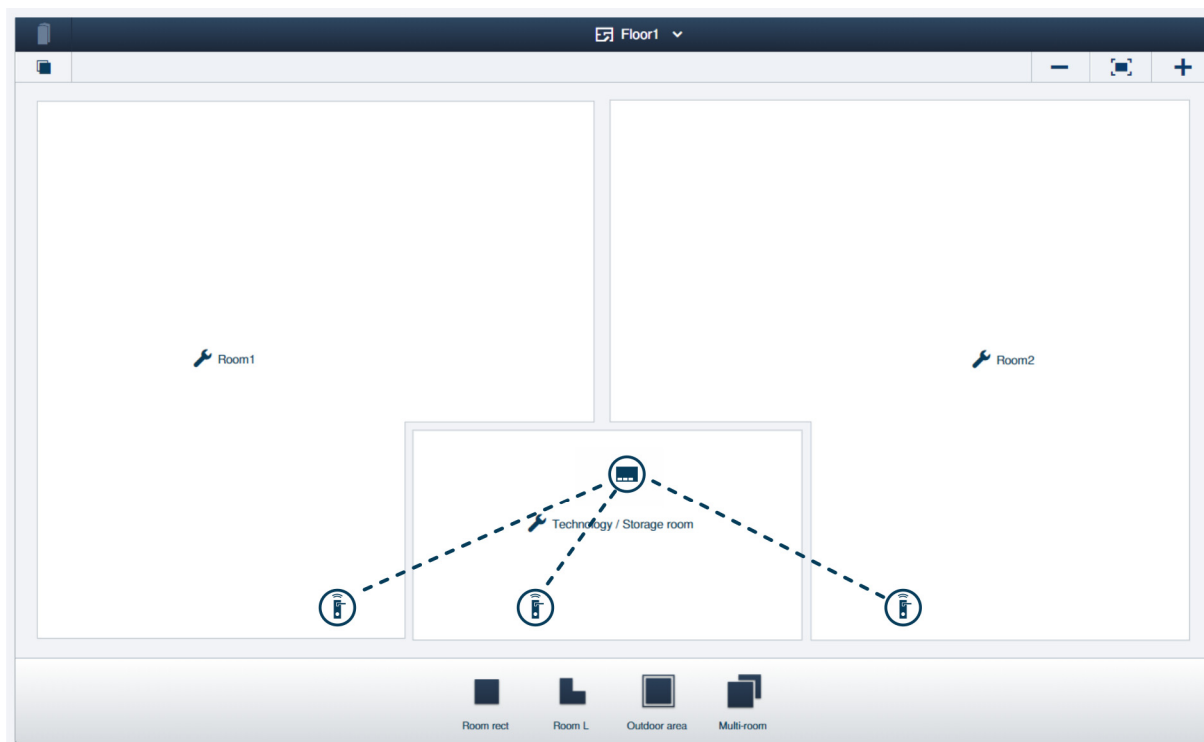 Floor1
Room1
Room2
Technology / Storage room
Room rect
Room L
Outdoor area
Multi-room